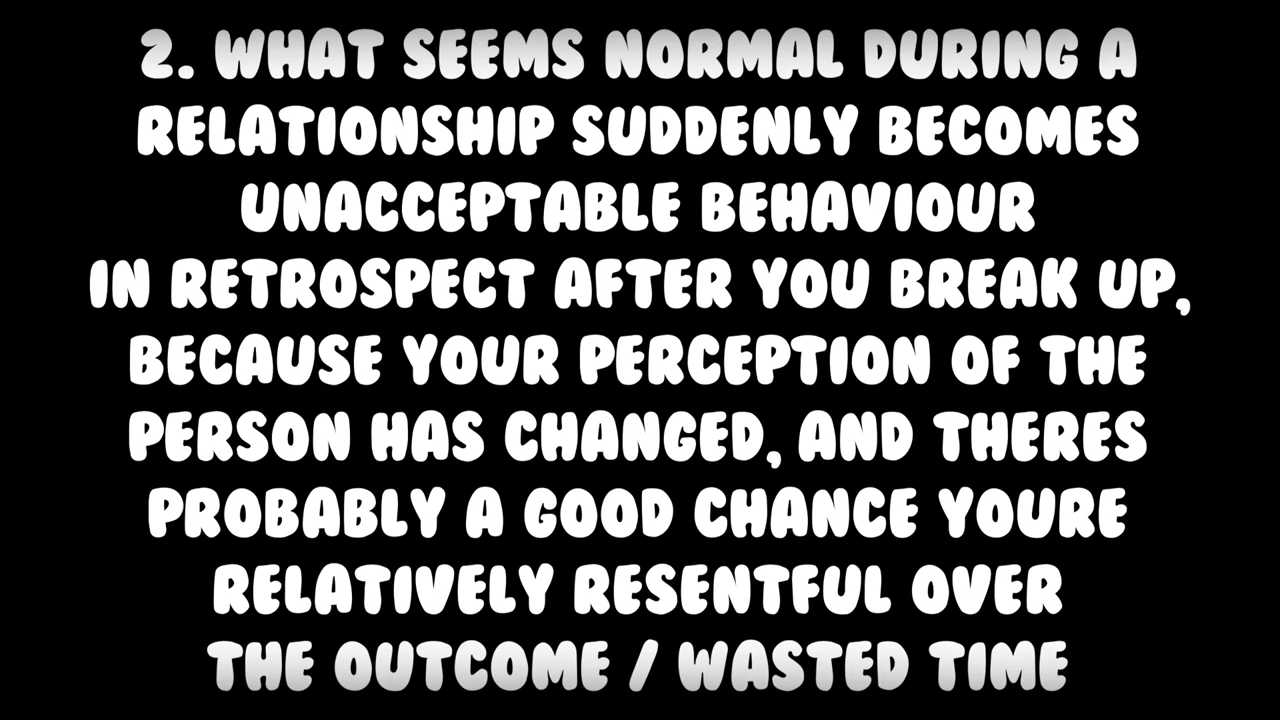 2. WHAT SEEMS NORMAL DURING A
RELATIONSHIP SUDDENLY BECOMES
UNACCEPTABLE BEHAVIOUR
IN RETROSPECT AFTER YOU BREAK UP,
BECAUSE YOUR PERCEPTION OF THE
PERSON HAS CHANGED, AND THERES
PROBABLY A GOOD CHANCE YOURE
RELATIVELY RESENTFUL OVER
THE OUTCOME / WASTED TIME